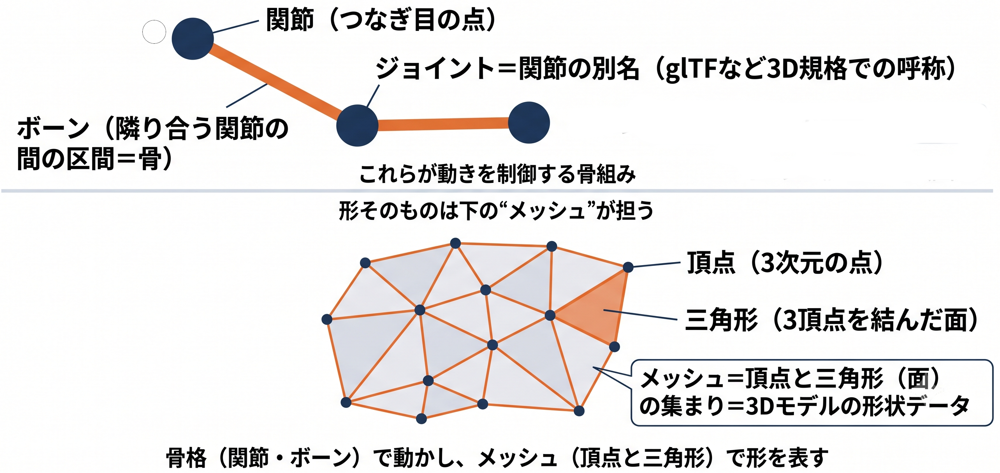 関節（つなぎ目の点）
ジョイント＝関節の別名（glTFなど3D規格での呼称）
ボーン（隣り合う関節の
間の区間＝骨）
これらが動きを制御する骨組み
形そのものは下の“メッシュ”が担う
頂点（3次元の点）
三角形（3頂点を結んだ面）
メッシュ＝頂点と三角形（面）
の集まり＝3Dモデルの形状データ
骨格（関節・ボーン）で動かし、メッシュ（頂点と三角形）で形を表す